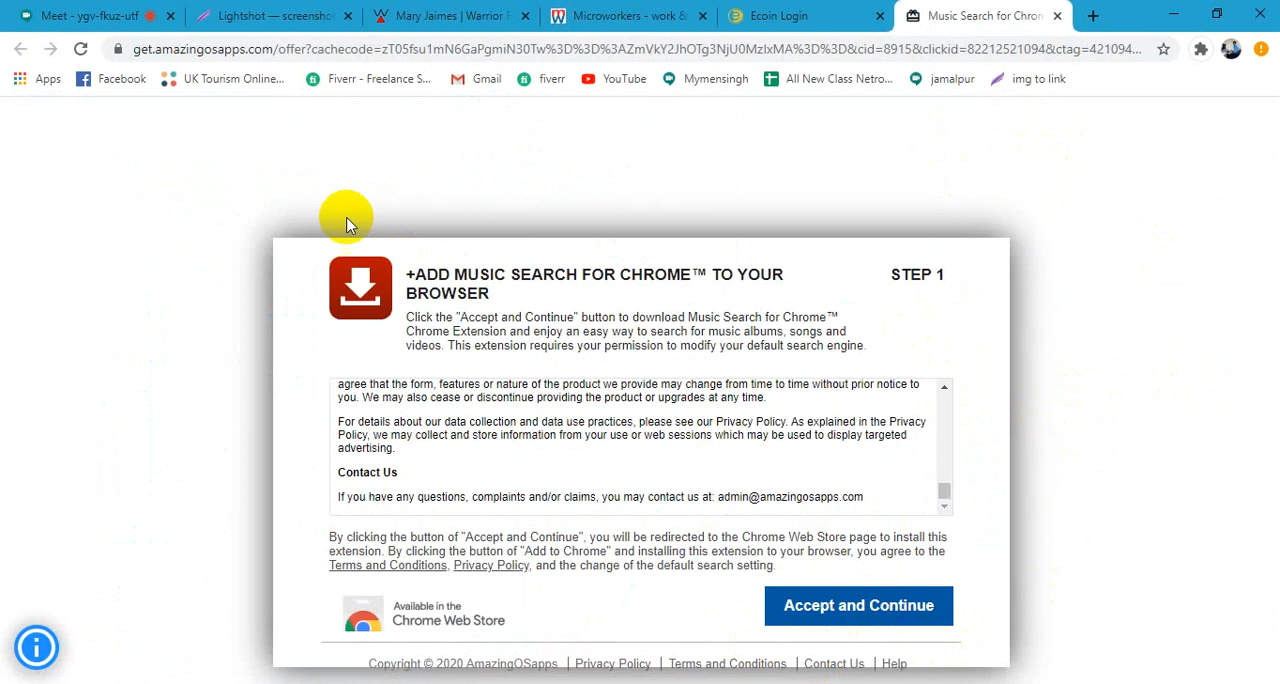 Meet - ygv-fkuz-utf
Lightshot — screensho
Mary Jaimes | Warrior F
Microworkers - work &
Ecoin Login
Music Search for Chrom
get.amazingosapps.com/offer?cachecode=zT05fsu1mN6GaPgmiN30Tw%3D%3D%3AZmVkY2JhOTg3NjU0MzIxMA%3D%3D&cid=8915&clickid=82212521094&ctag=421094...
Apps
Facebook
UK Tourism Online...
Fiverr - Freelance S...
Gmail
fiverr
YouTube
Mymensingh
All New Class Netro...
jamalpur
img to link
+ADD MUSIC SEARCH FOR CHROME™ TO YOUR
BROWSER
STEP 1
Click the "Accept and Continue" button to download Music Search for Chrome™
Chrome Extension and enjoy an easy way to search for music albums, songs and
videos. This extension requires your permission to modify your default search engine.
agree that the form, features or nature of the product we provide may change from time to time without prior notice to
you. We may also cease or discontinue providing the product or upgrades at any time.
For details about our data collection and data use practices, please see our Privacy Policy. As explained in the Privacy
Policy, we may collect and store information from your use or web sessions which may be used to display targeted
advertising.
Contact Us
If you have any questions, complaints and/or claims, you may contact us at: admin@amazingosapps.com
By clicking the button of "Accept and Continue", you will be redirected to the Chrome Web Store page to install this
extension. By clicking the button of "Add to Chrome" and installing this extension to your browser, you agree to the
Terms and Conditions, Privacy Policy, and the change of the default search setting.
Available in the
Chrome Web Store
Accept and Continue
Copyright © 2020 AmazingOSapps | Privacy Policy | Terms and Conditions | Contact Us | Help